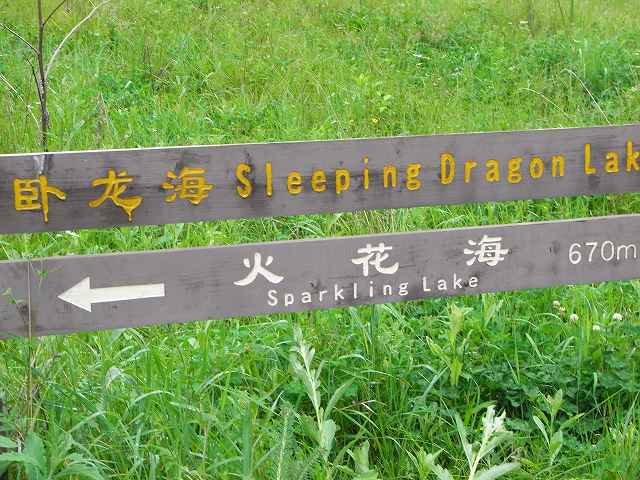 卧龙海 Sleeping Dragon Lake
火花海 670m
Sparkling Lake